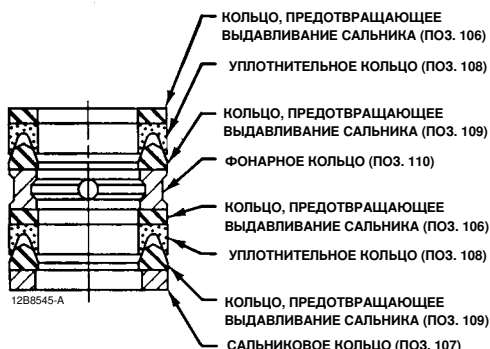 КОЛЬЦО, ПРЕДОТВРАЩАЮЩЕЕ
ВЫДАВЛИВАНИЕ САЛЬНИКА (ПОЗ. 106)
УПЛОТНИТЕЛЬНОЕ КОЛЬЦО (ПОЗ. 108)
КОЛЬЦО, ПРЕДОТВРАЩАЮЩЕЕ
ВЫДАВЛИВАНИЕ САЛЬНИКА (ПОЗ. 109)
ФОНАРНОЕ КОЛЬЦО (ПОЗ. 110)
КОЛЬЦО, ПРЕДОТВРАЩАЮЩЕЕ
ВЫДАВЛИВАНИЕ САЛЬНИКА (ПОЗ. 106)
УПЛОТНИТЕЛЬНОЕ КОЛЬЦО (ПОЗ. 108)
12B8545-A
КОЛЬЦО, ПРЕДОТВРАЩАЮЩЕЕ
ВЫДАВЛИВАНИЕ САЛЬНИКА (ПОЗ. 109)
САЛЬНИКОВОЕ КОЛЬЦО (ПОЗ. 107)